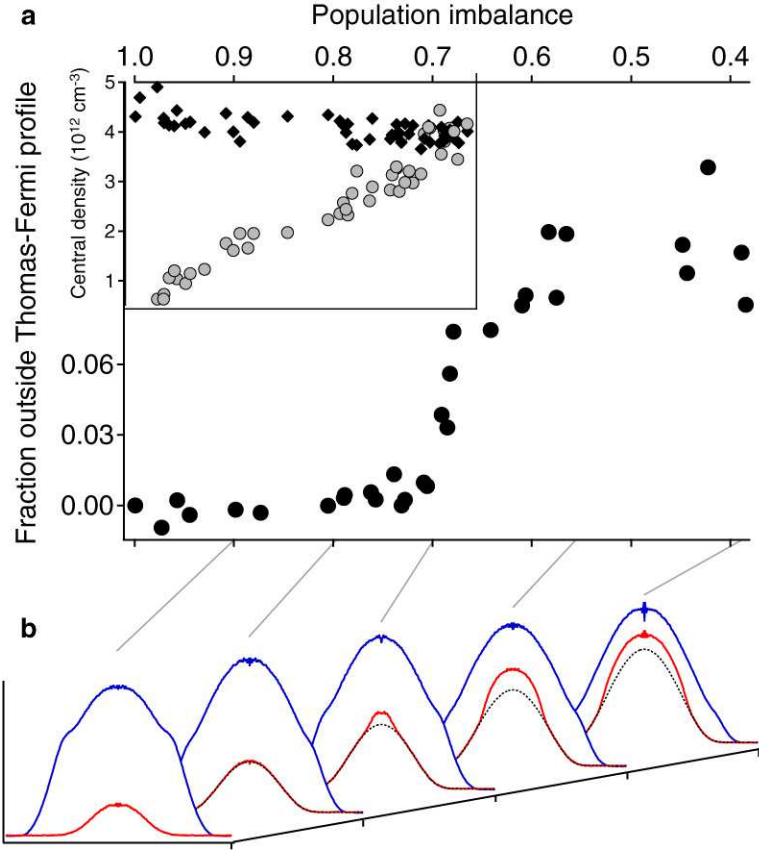 a
Population imbalance
1.0 0.9 0.8 0.7 0.6 0.5 0.4
Fraction outside Thomas-Fermi profile
Central density (10¹² cm⁻³)
5
4
3
2
1
0.06
0.03
0.00
b